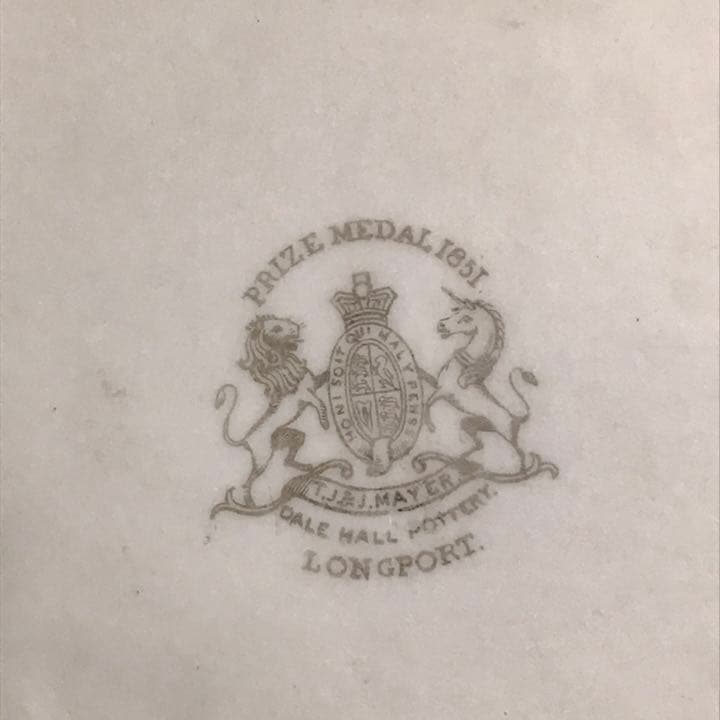 PRIZE MEDAL 1851
HONI SOIT QUI MAL Y PENSE
T.J.& J. MAYER
DALE HALL POTTERY.
LONGPORT.